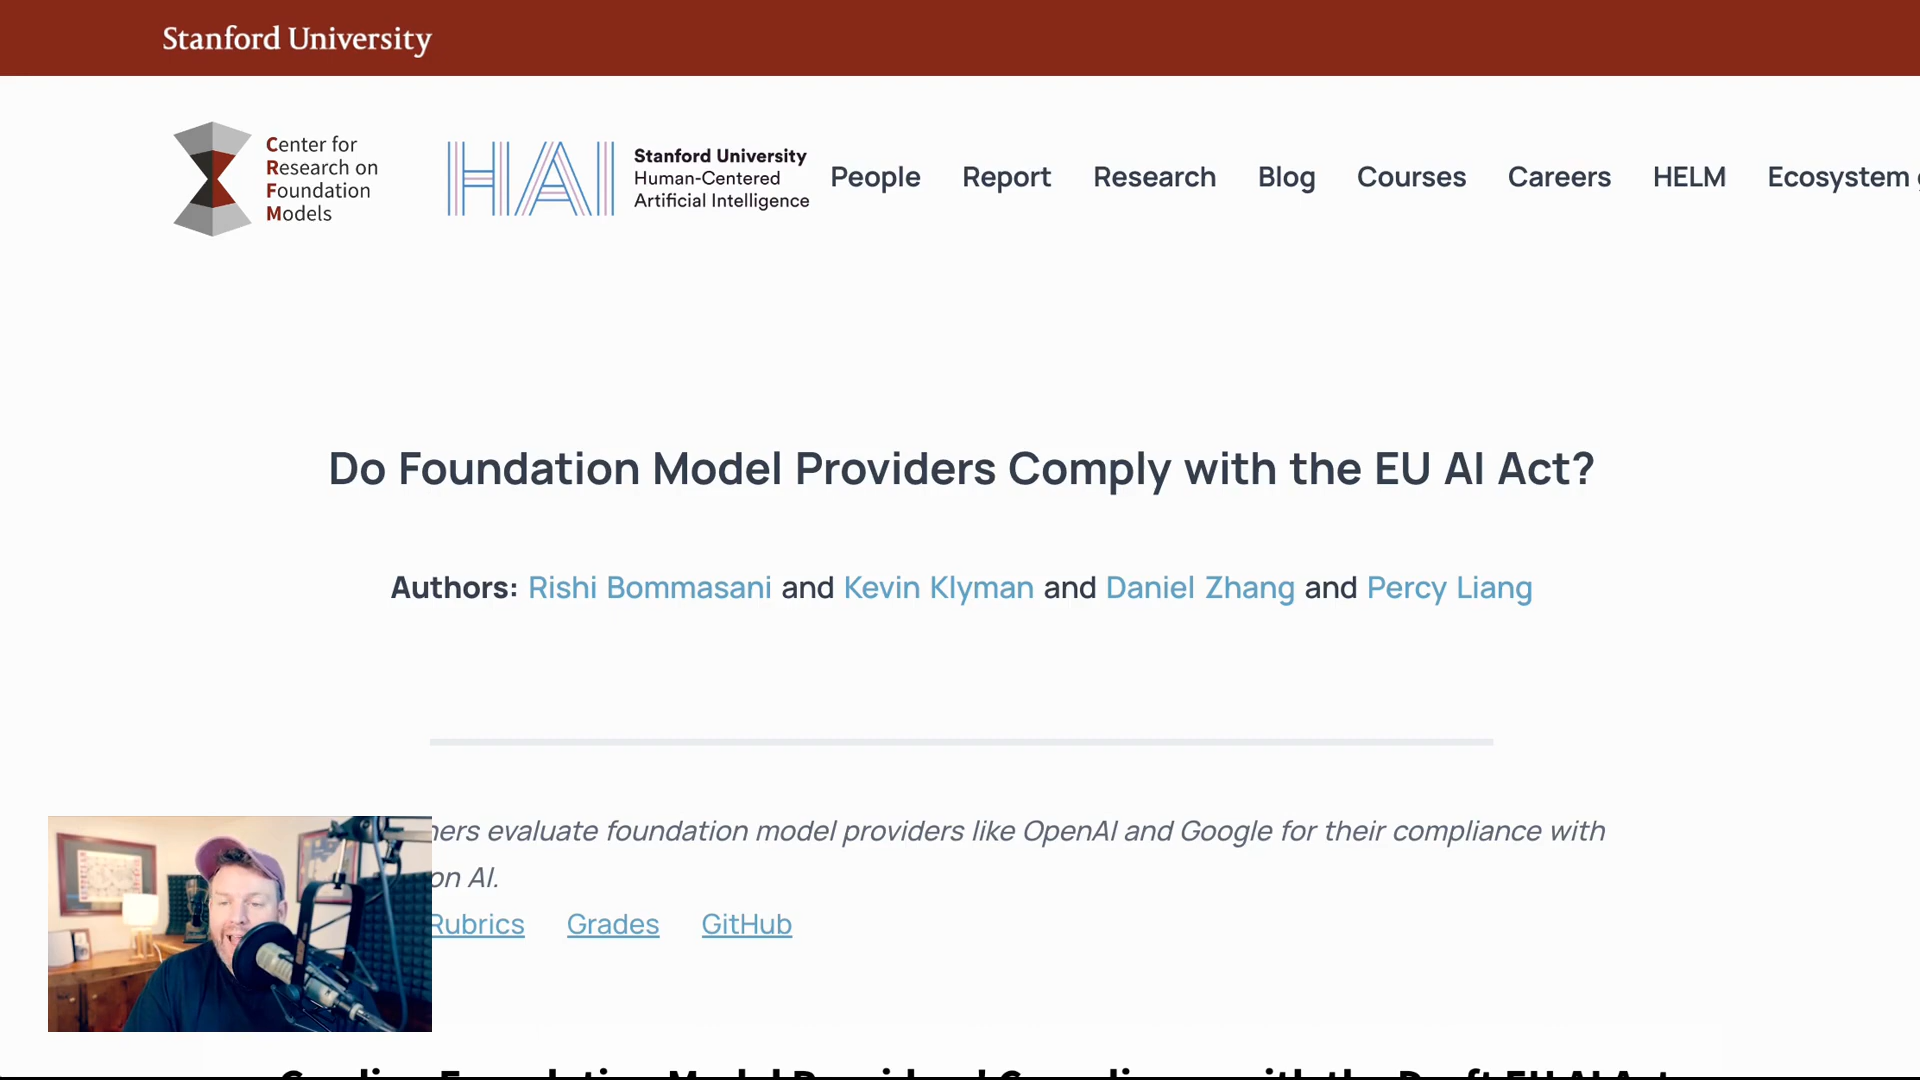 Stanford University
Center for
Research on
Foundation
Models
HAI
Stanford University
Human-Centered
Artificial Intelligence
People Report Research Blog Courses Careers HELM Ecosystem
Do Foundation Model Providers Comply with the EU AI Act?
Authors: Rishi Bommasani and Kevin Klyman and Daniel Zhang and Percy Liang
evaluate foundation model providers like OpenAI and Google for their compliance with
on AI.
Rubrics Grades GitHub